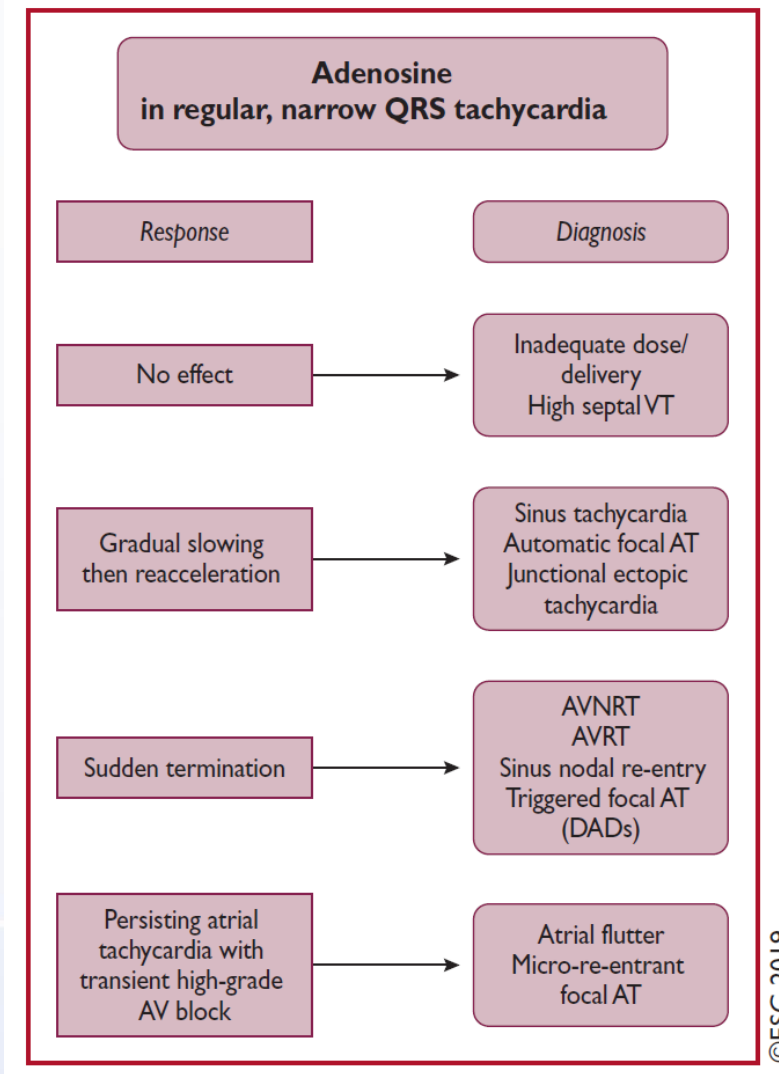 Adenosine
in regular, narrow QRS tachycardia
Response
Diagnosis
No effect
Inadequate dose/
delivery
High septal VT
Gradual slowing
then reacceleration
Sinus tachycardia
Automatic focal AT
Junctional ectopic
tachycardia
Sudden termination
AVNRT
AVRT
Sinus nodal re-entry
Triggered focal AT
(DADs)
Persisting atrial
tachycardia with
transient high-grade
AV block
Atrial flutter
Micro-re-entrant
focal AT
©ESC 2019